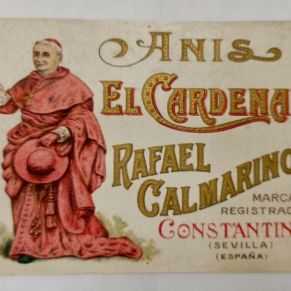 ANIS
EL CARDENA
RAFAEL
CALMARINO
MARCA
REGISTRAD
CONSTANTIN
(SEVILLA)
(ESPAÑA)